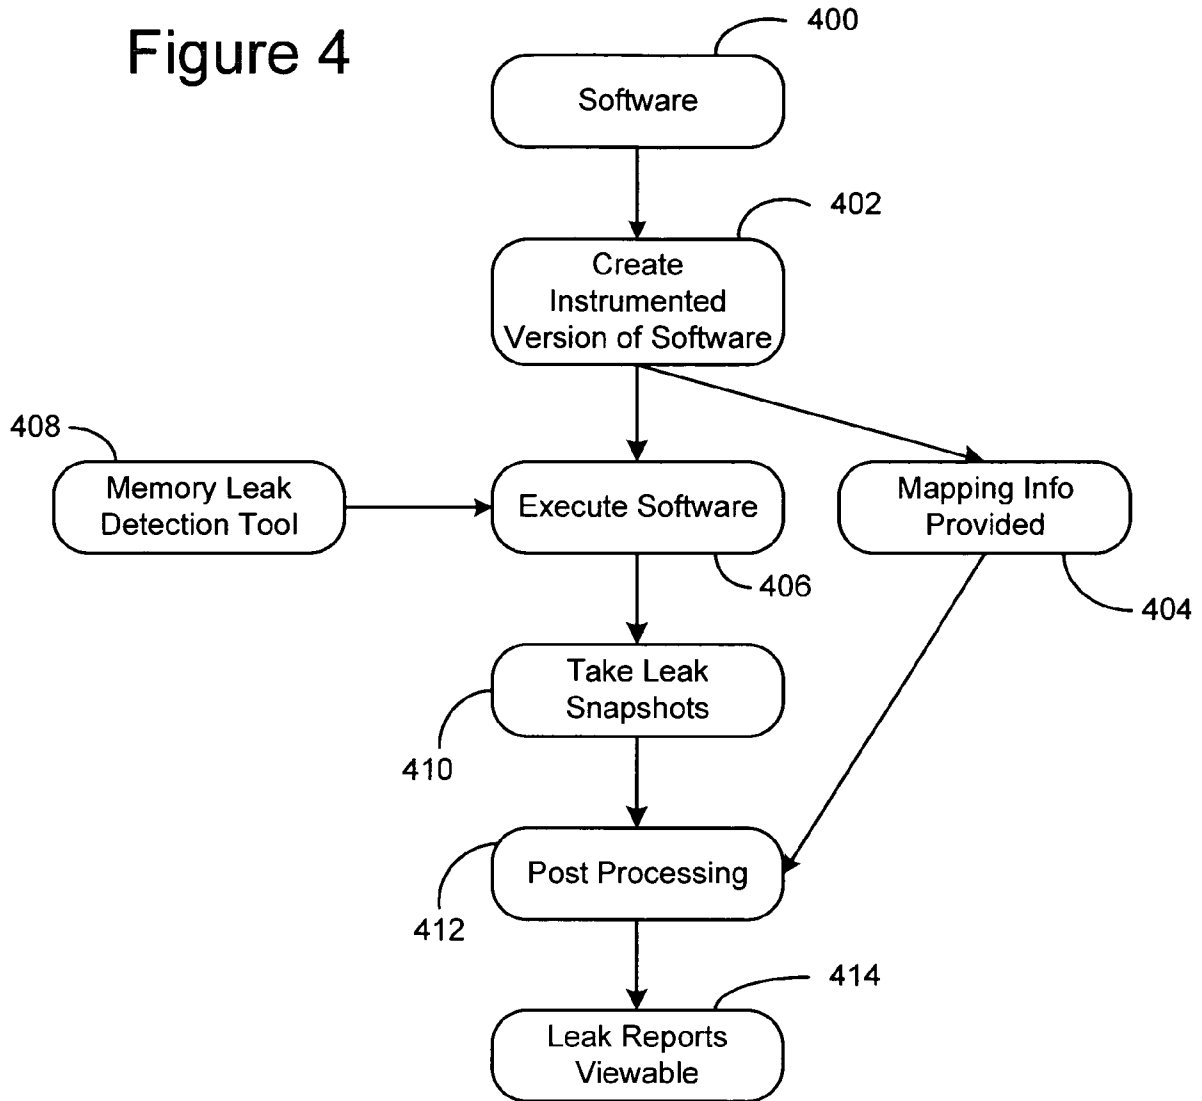 Figure 4
400
Software
402
Create
Instrumented
Version of Software
408
Memory Leak
Detection Tool
Execute Software
406
Mapping Info
Provided
404
Take Leak
Snapshots
410
Post Processing
412
414
Leak Reports
Viewable